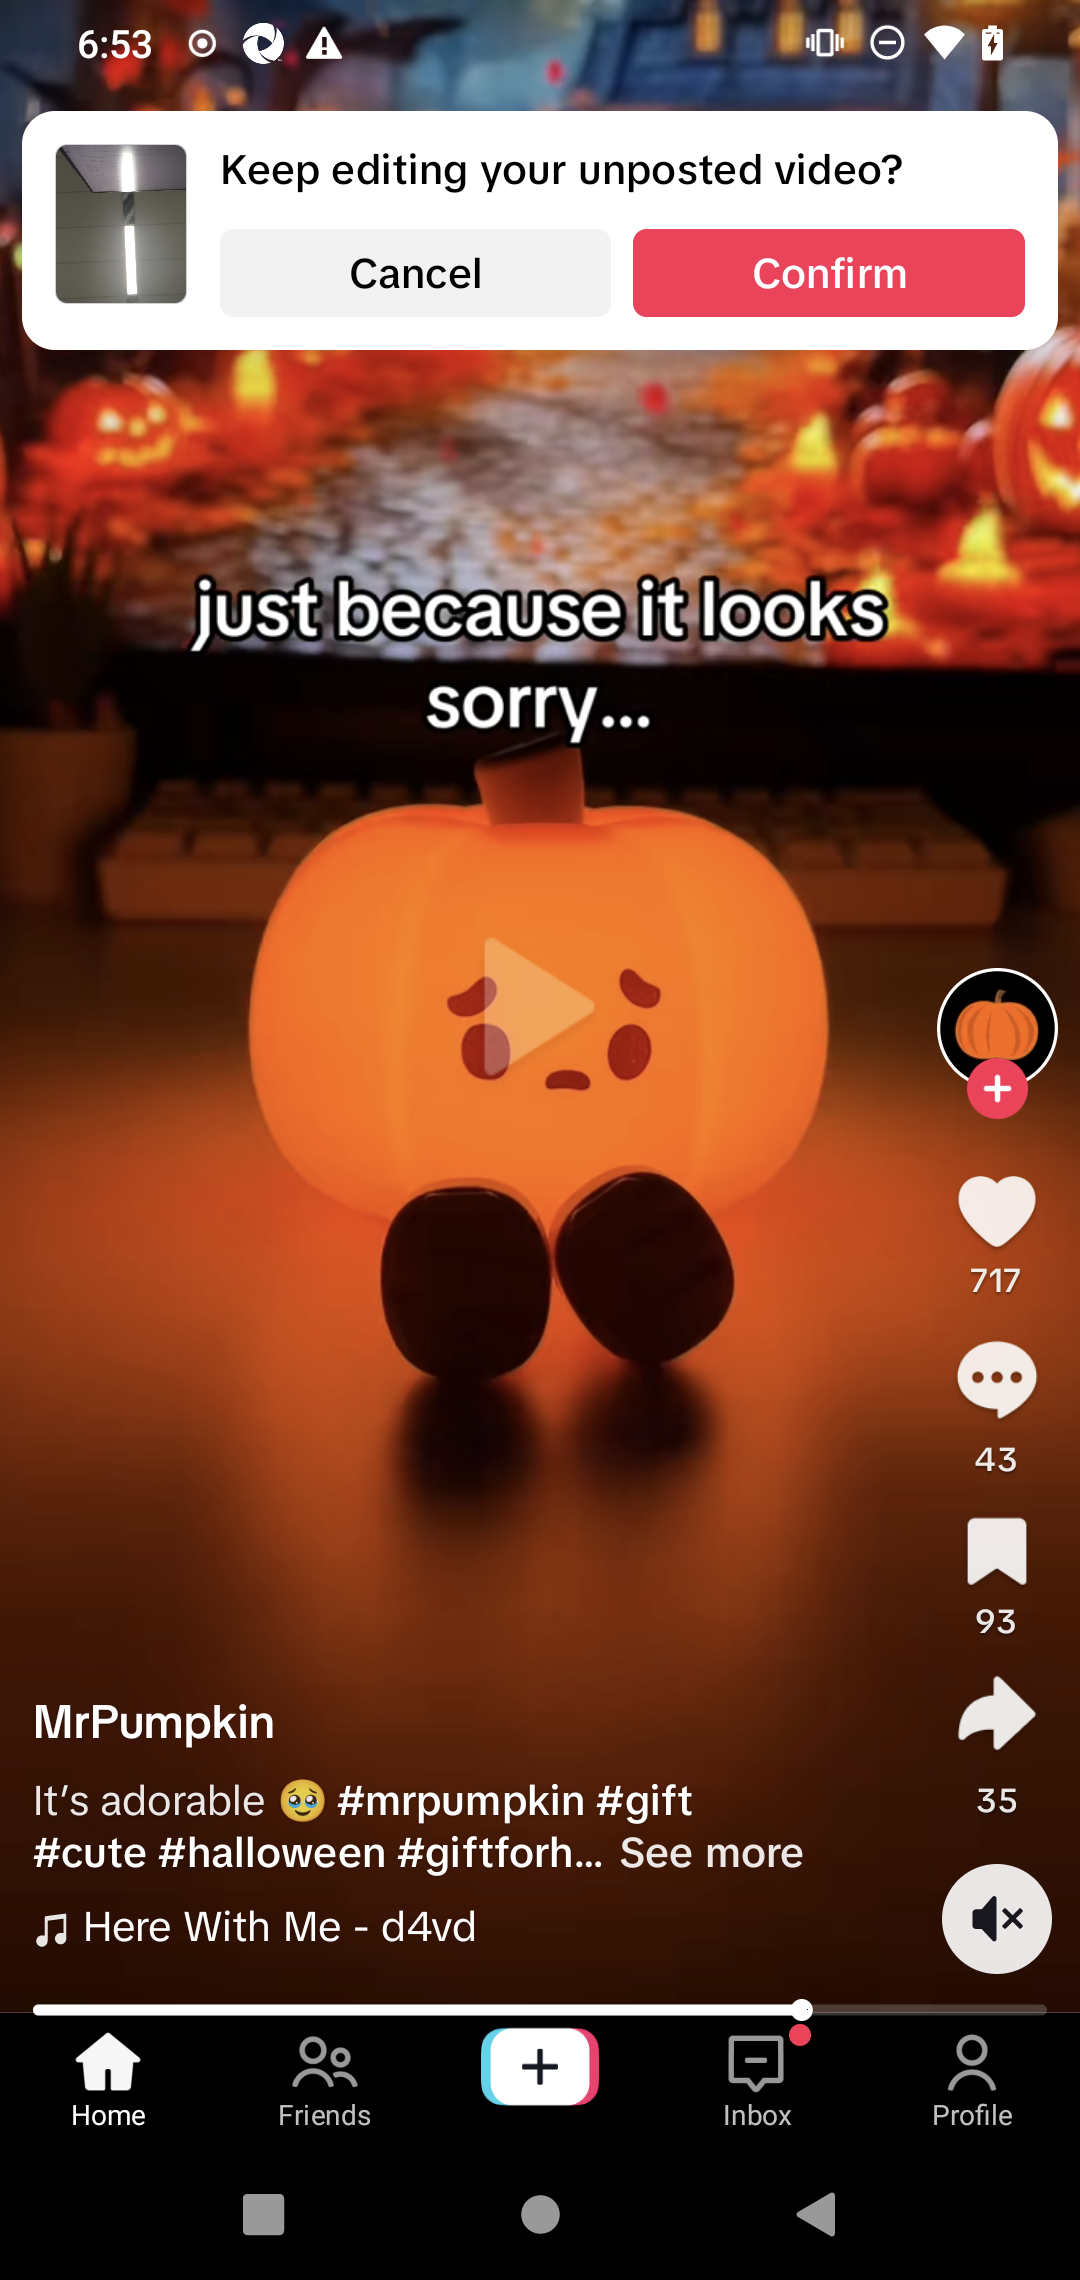 6:53
Keep editing your unposted video?
Cancel
Confirm
just because it looks
sorry...
717
43
93
35
MrPumpkin
It's adorable 🥹 #mrpumpkin #gift
#cute #halloween #giftforh... See more
Here With Me - d4vd
Home
Friends
Inbox
Profile